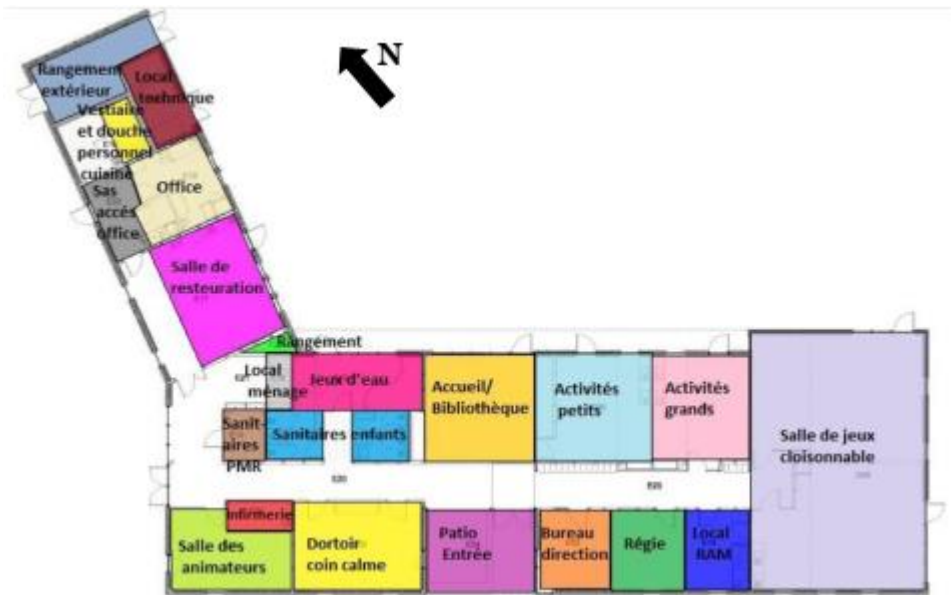 N
Rangement
extérieur
Local
technique
Vestiaire
et douche
personnel
cuisine
Sas
accés
office
Office
Salle de
resteuration
Rangement
Local
ménage
Jeux d'eau
Accueil/
Bibliothèque
Activités
petits
Activités
grands
Salle de jeux
cloisonnable
Sanit-
aires
PMR
Sanitaires enfants
Infirmerie
Salle des
animateurs
Dortoir
coin calme
Patio
Entrée
Bureau
direction
Régie
Local
RAM